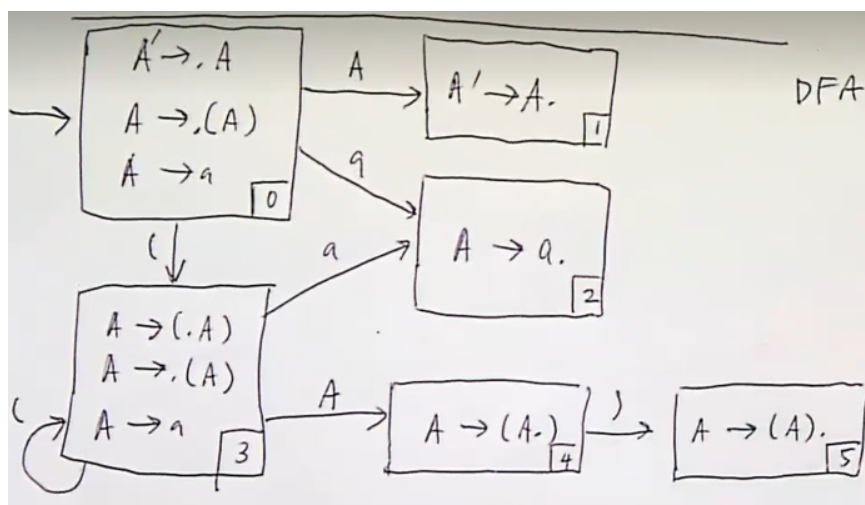 A' → .A
A → .(A)
A → a
0
A
A' → A.
1
DFA
a
(
a
A → a.
2
A → (.A)
A → .(A)
A → a
3
(
A
A → (A.)
4
)
A → (A).
5